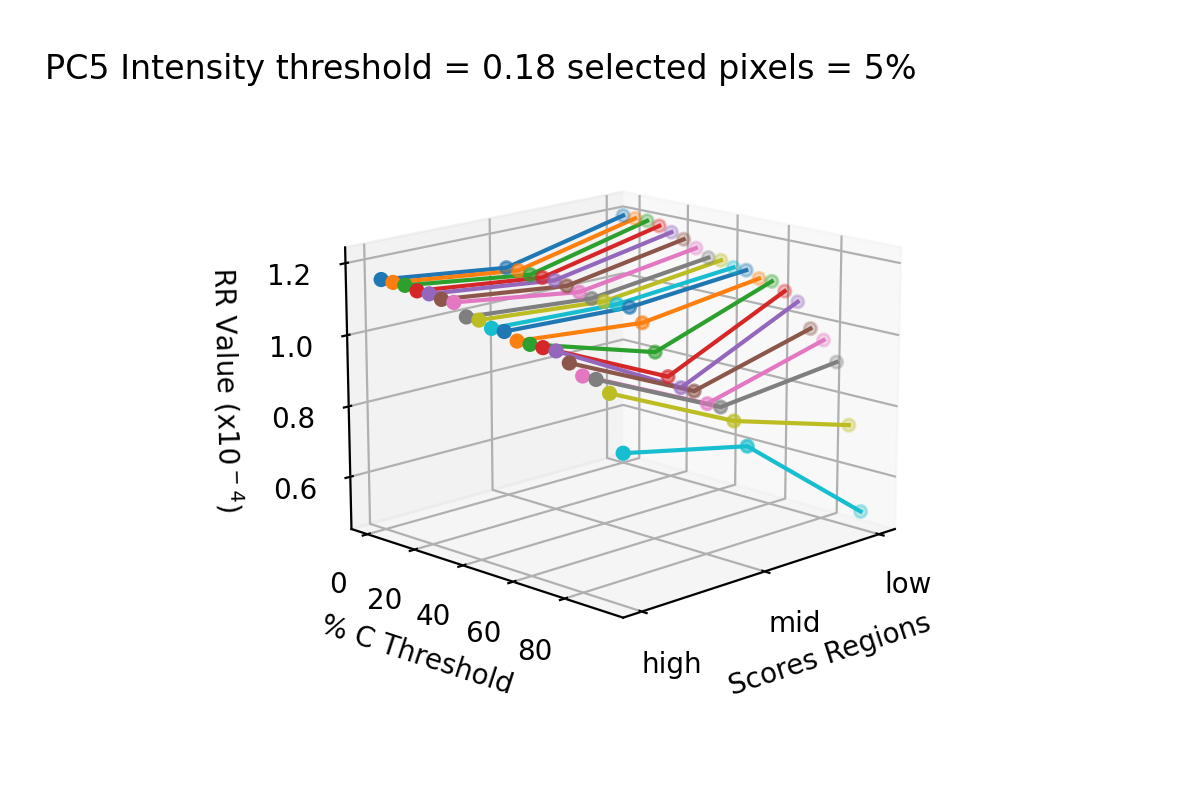 PC5 Intensity threshold = 0.18 selected pixels = 5%
RR Value (x10⁻⁴)
1.2
1.0
0.8
0.6
0
20
40
60
80
% C Threshold
high
mid
low
Scores Regions